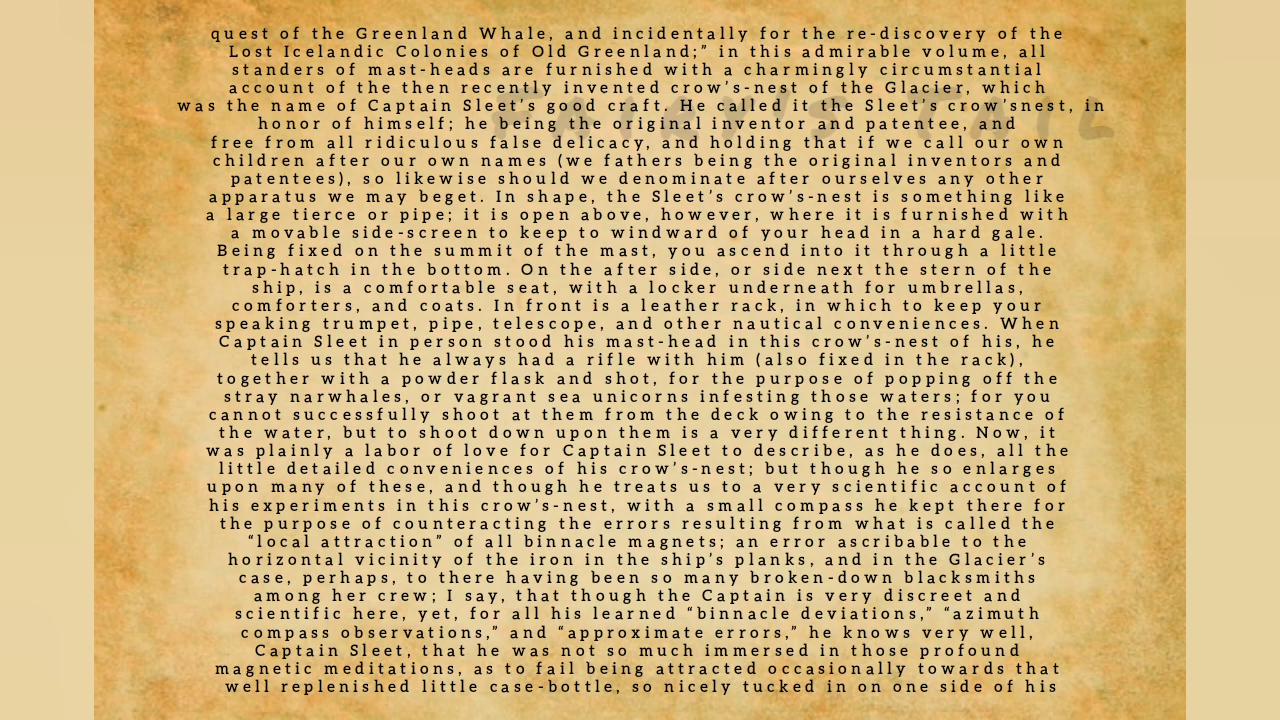 quest of the Greenland Whale, and incidentally for the re-discovery of the
Lost Icelandic Colonies of Old Greenland;” in this admirable volume, all
standers of mast-heads are furnished with a charmingly circumstantial
account of the then recently invented crow’s-nest of the Glacier, which
was the name of Captain Sleet’s good craft. He called it the Sleet’s crow’snest, in
honor of himself; he being the original inventor and patentee, and
free from all ridiculous false delicacy, and holding that if we call our own
children after our own names (we fathers being the original inventors and
patentees), so likewise should we denominate after ourselves any other
apparatus we may beget. In shape, the Sleet’s crow’s-nest is something like
a large tierce or pipe; it is open above, however, where it is furnished with
a movable side-screen to keep to windward of your head in a hard gale.
Being fixed on the summit of the mast, you ascend into it through a little
trap-hatch in the bottom. On the after side, or side next the stern of the
ship, is a comfortable seat, with a locker underneath for umbrellas,
comforters, and coats. In front is a leather rack, in which to keep your
speaking trumpet, pipe, telescope, and other nautical conveniences. When
Captain Sleet in person stood his mast-head in this crow’s-nest of his, he
tells us that he always had a rifle with him (also fixed in the rack),
together with a powder flask and shot, for the purpose of popping off the
stray narwhales, or vagrant sea unicorns infesting those waters; for you
cannot successfully shoot at them from the deck owing to the resistance of
the water, but to shoot down upon them is a very different thing. Now, it
was plainly a labor of love for Captain Sleet to describe, as he does, all the
little detailed conveniences of his crow’s-nest; but though he so enlarges
upon many of these, and though he treats us to a very scientific account of
his experiments in this crow’s-nest, with a small compass he kept there for
the purpose of counteracting the errors resulting from what is called the
“local attraction” of all binnacle magnets; an error ascribable to the
horizontal vicinity of the iron in the ship’s planks, and in the Glacier’s
case, perhaps, to there having been so many broken-down blacksmiths
among her crew; I say, that though the Captain is very discreet and
scientific here, yet, for all his learned “binnacle deviations,” “azimuth
compass observations,” and “approximate errors,” he knows very well,
Captain Sleet, that he was not so much immersed in those profound
magnetic meditations, as to fail being attracted occasionally towards that
well replenished little case-bottle, so nicely tucked in on one side of his